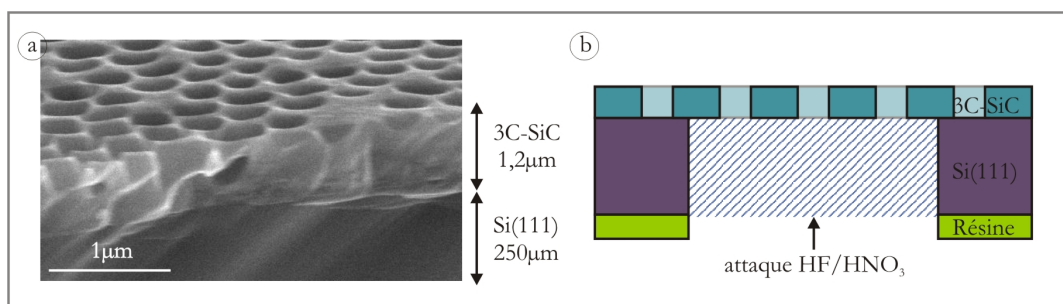 a
3C-SiC
1,2μm
Si(111)
250μm
1μm
b
3C-SiC
Si(111)
Résine
attaque HF/HNO₃